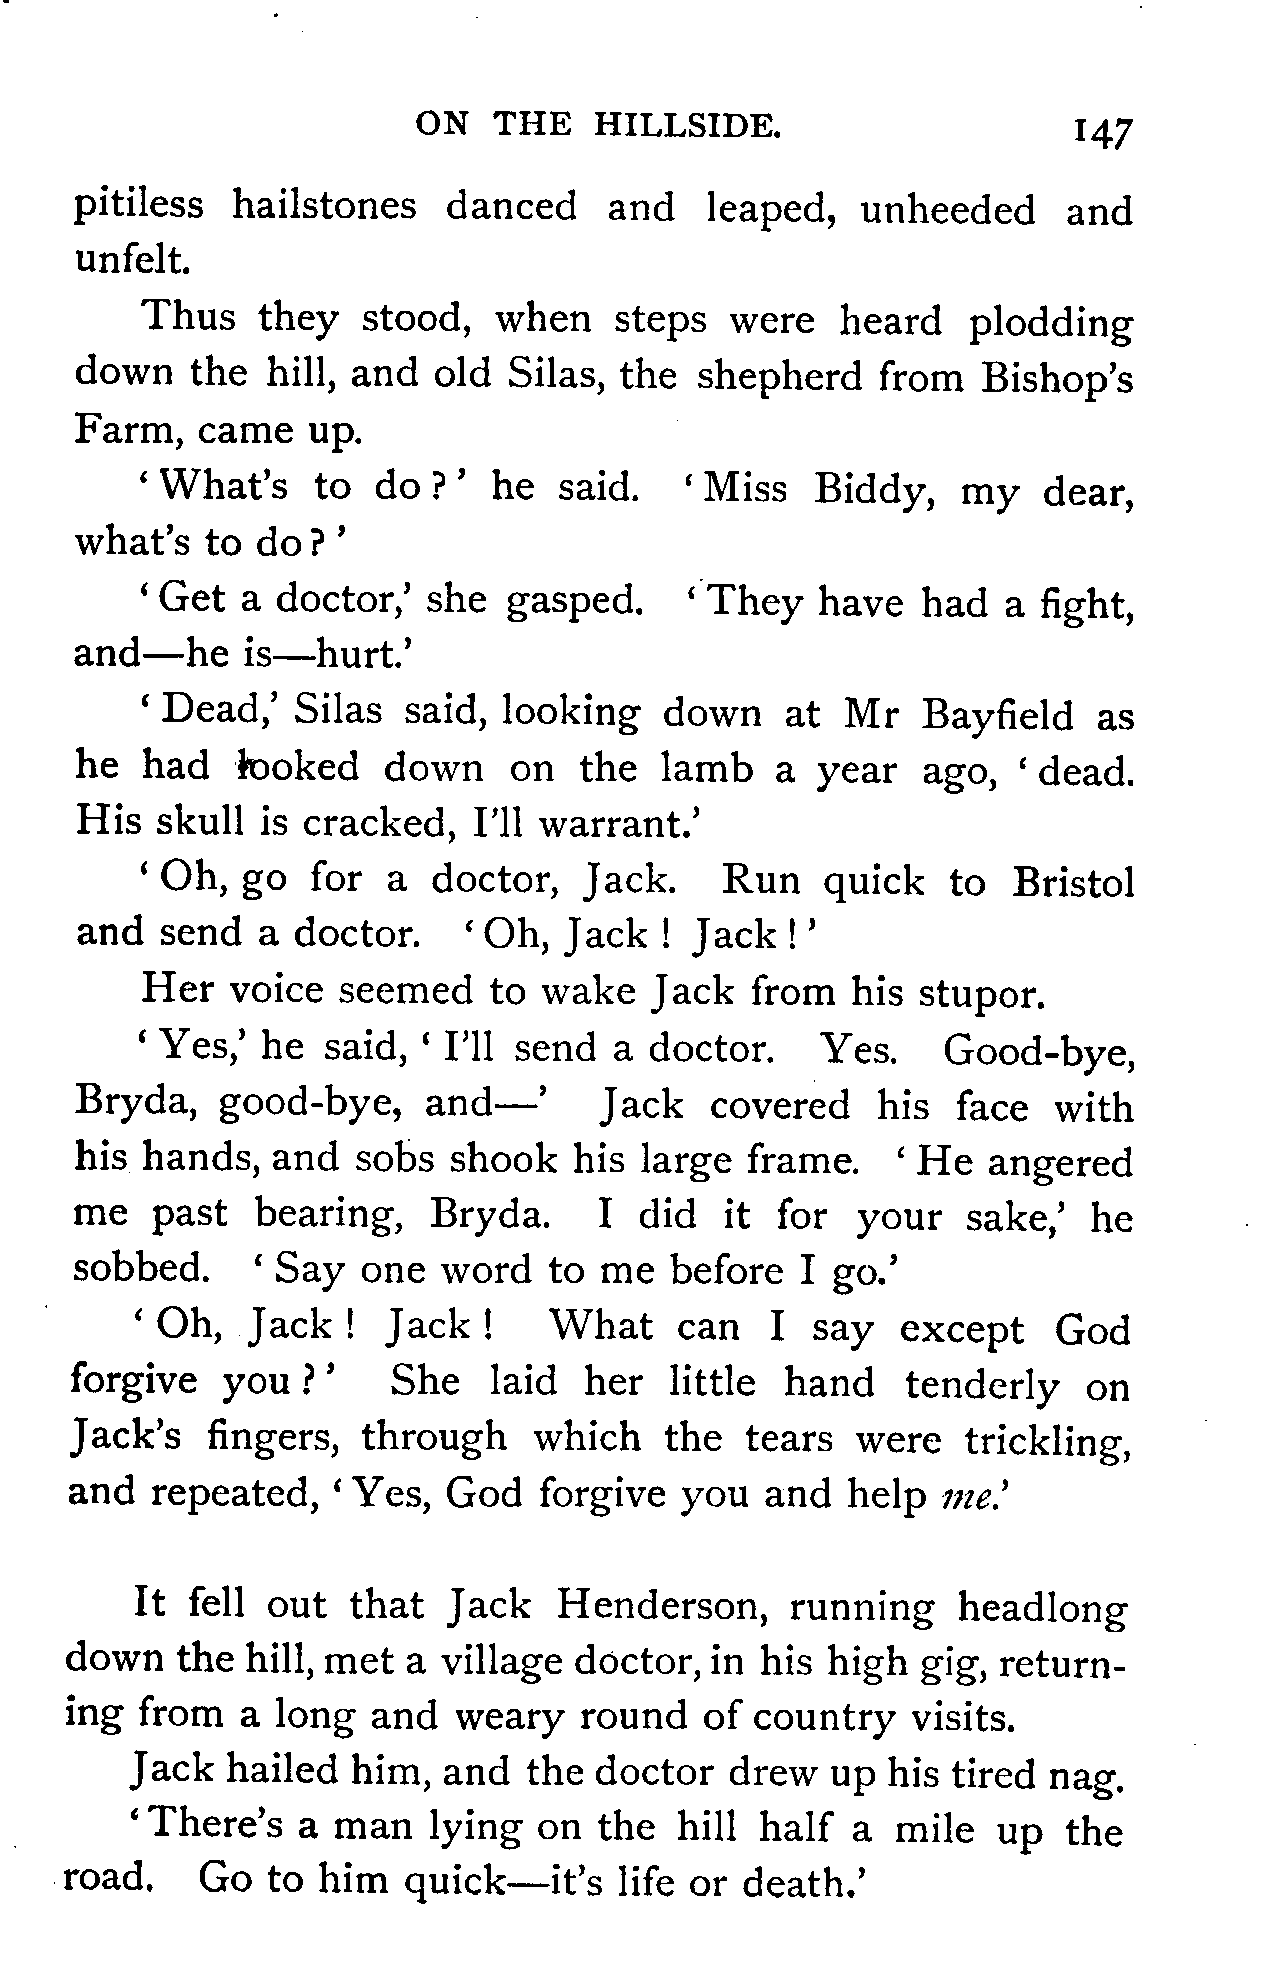 ON THE HILLSIDE. 147
pitiless hailstones danced and leaped, unheeded and
unfelt.
Thus they stood, when steps were heard plodding
down the hill, and old Silas, the shepherd from Bishop's
Farm, came up.
‘What's to do?’ he said. ‘Miss Biddy, my dear,
what's to do?’
‘Get a doctor,’ she gasped. ‘They have had a fight,
and—he is—hurt.’
‘Dead,’ Silas said, looking down at Mr Bayfield as
he had looked down on the lamb a year ago, ‘dead.
His skull is cracked, I'll warrant.’
‘Oh, go for a doctor, Jack. Run quick to Bristol
and send a doctor. ‘Oh, Jack! Jack!’
Her voice seemed to wake Jack from his stupor.
‘Yes,’ he said, ‘I'll send a doctor. Yes. Good-bye,
Bryda, good-bye, and—’ Jack covered his face with
his hands, and sobs shook his large frame. ‘He angered
me past bearing, Bryda. I did it for your sake,’ he
sobbed. ‘Say one word to me before I go.’
‘Oh, Jack! Jack! What can I say except God
forgive you?’ She laid her little hand tenderly on
Jack's fingers, through which the tears were trickling,
and repeated, ‘Yes, God forgive you and help me.’
It fell out that Jack Henderson, running headlong
down the hill, met a village doctor, in his high gig, return-
ing from a long and weary round of country visits.
Jack hailed him, and the doctor drew up his tired nag.
‘There's a man lying on the hill half a mile up the
road. Go to him quick—it's life or death.’